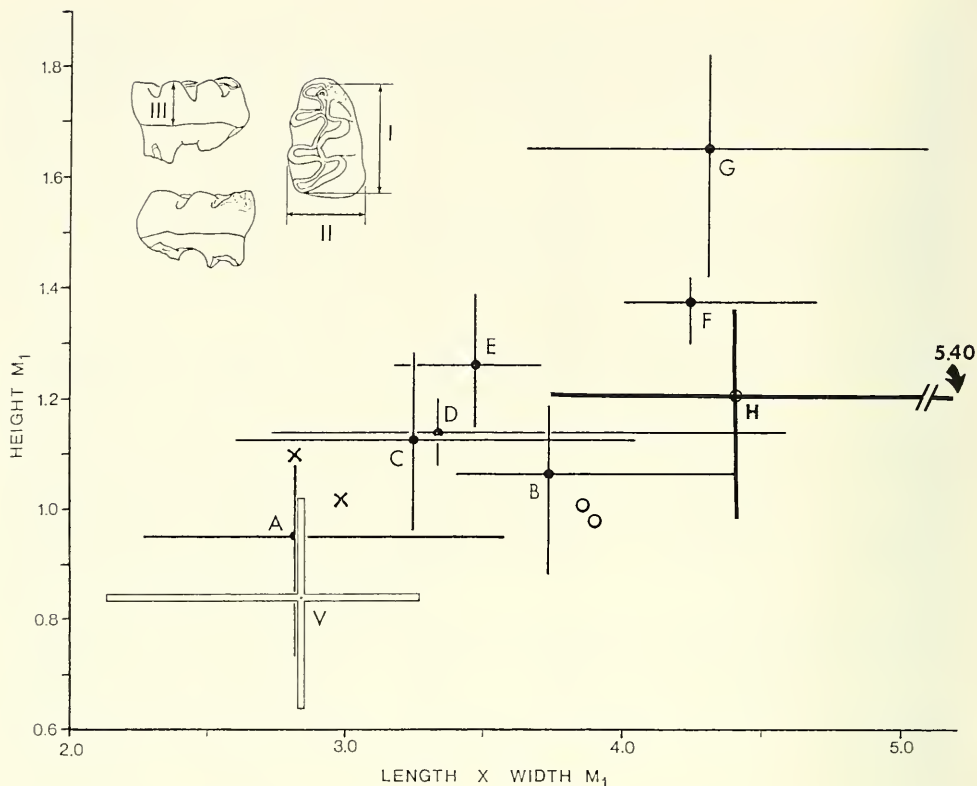 HEIGHT M₁
1.8
1.6
1.4
1.2
1.0
0.8
0.6
III
I
II
G
F
E
5.40
H
D
C
B
X
X
O
O
A
V
2.0
3.0
4.0
5.0
LENGTH X WIDTH M₁